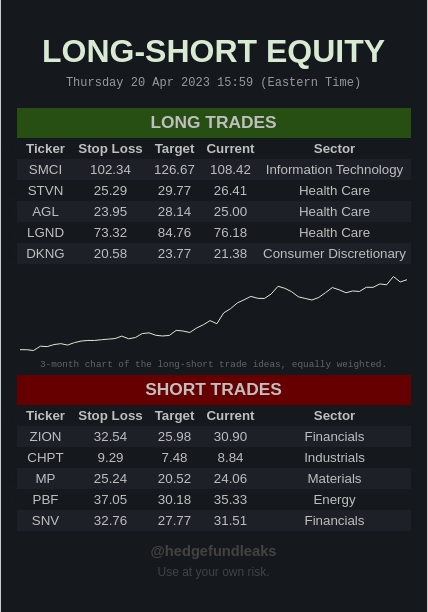 LONG-SHORT EQUITY
Thursday 20 Apr 2023 15:59 (Eastern Time)
LONG TRADES
Ticker Stop Loss Target Current Sector
SMCI 102.34 126.67 108.42 Information Technology
STVN 25.29 29.77 26.41 Health Care
AGL 23.95 28.14 25.00 Health Care
LGND 73.32 84.76 76.18 Health Care
DKNG 20.58 23.77 21.38 Consumer Discretionary
3-month chart of the long-short trade ideas, equally weighted.
SHORT TRADES
Ticker Stop Loss Target Current Sector
ZION 32.54 25.98 30.90 Financials
CHPT 9.29 7.48 8.84 Industrials
MP 25.24 20.52 24.06 Materials
PBF 37.05 30.18 35.33 Energy
SNV 32.76 27.77 31.51 Financials
@hedgefundleaks
Use at your own risk.